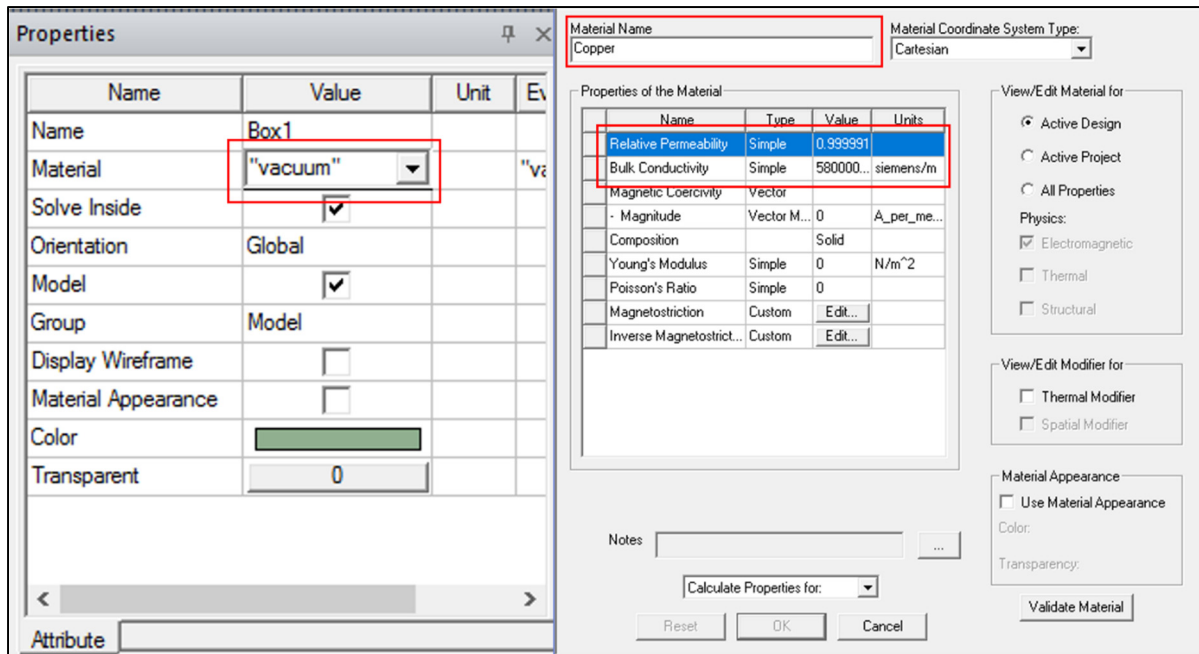 Properties
Name Value Unit Ev
Name Box1
Material "vacuum" "va
Solve Inside
Orientation Global
Model
Group Model
Display Wireframe
Material Appearance
Color
Transparent 0
Attribute
Material Name
Copper
Material Coordinate System Type:
Cartesian
Properties of the Material
Name Type Value Units
Relative Permeability Simple 0.999991
Bulk Conductivity Simple 580000... siemens/m
Magnetic Coercivity Vector
- Magnitude Vector M... 0 A_per_me...
Composition Solid
Young's Modulus Simple 0 N/m^2
Poisson's Ratio Simple 0
Magnetostriction Custom Edit...
Inverse Magnetostrict... Custom Edit...
View/Edit Material for
Active Design
Active Project
All Properties
Physics:
Electromagnetic
Thermal
Structural
View/Edit Modifier for
Thermal Modifier
Spatial Modifier
Material Appearance
Use Material Appearance
Color:
Transparency:
Notes
...
Calculate Properties for:
Reset OK Cancel
Validate Material